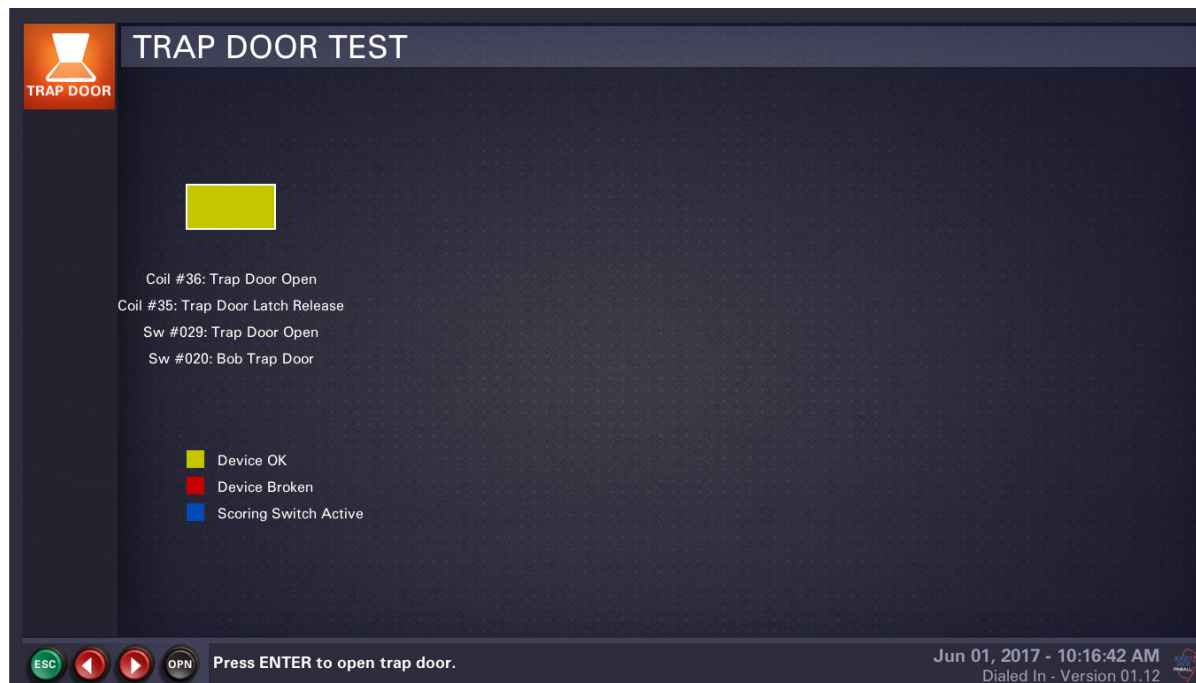 TRAP DOOR TEST
TRAP DOOR
Coil #36: Trap Door Open
Coil #35: Trap Door Latch Release
Sw #029: Trap Door Open
Sw #020: Bob Trap Door
Device OK
Device Broken
Scoring Switch Active
ESC
OPN
Press ENTER to open trap door.
Jun 01, 2017 - 10:16:42 AM
Dialed In - Version 01.12